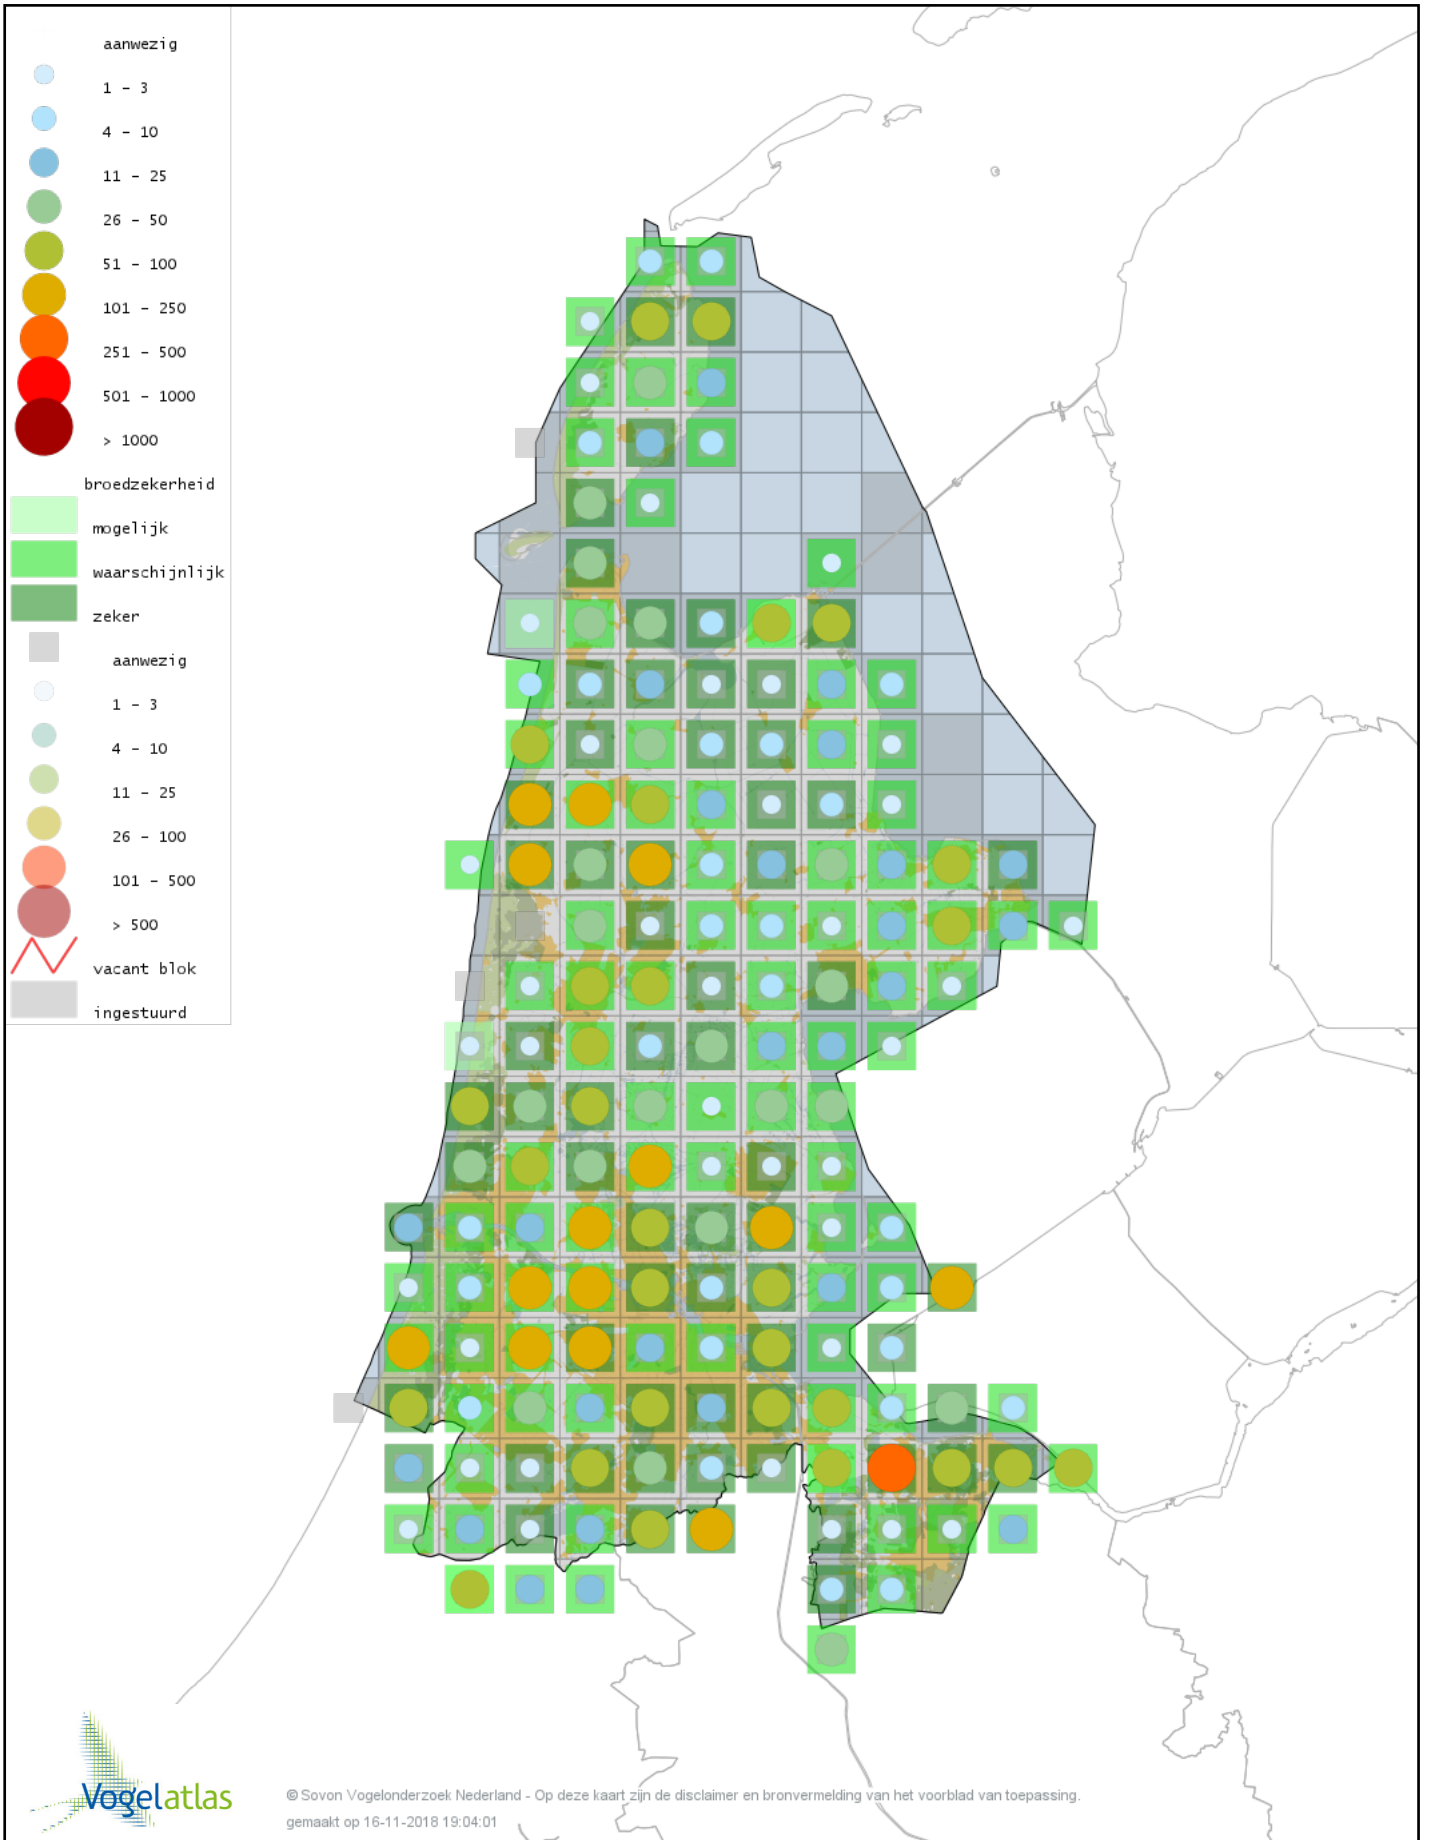 aanwezig
1 - 3
4 - 10
11 - 25
26 - 50
51 - 100
101 - 250
251 - 500
501 - 1000
> 1000
broedzekerheid
mogelijk
waarschijnlijk
zeker
aanwezig
1 - 3
4 - 10
11 - 25
26 - 100
101 - 500
> 500
vacant blok
ingestuurd
Vogelatlas
© Sovon Vogelonderzoek Nederland - Op deze kaart zijn de disclaimer en bronvermelding van het voorblad van toepassing.
gemaakt op 16-11-2018 19:04:01